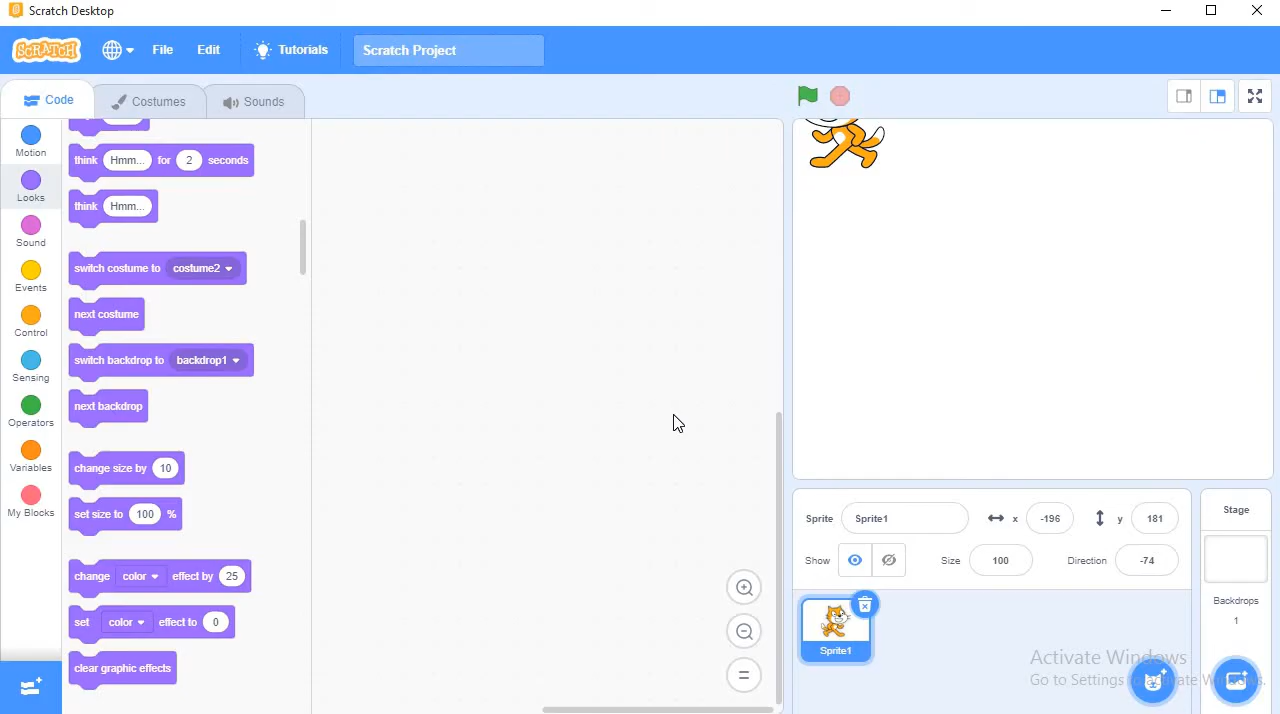 Scratch Desktop
SCRATCH File Edit Tutorials Scratch Project
Code Costumes Sounds
Motion
Looks
Sound
Events
Control
Sensing
Operators
Variables
My Blocks
think Hmm... for 2 seconds
think Hmm...
switch costume to costume2
next costume
switch backdrop to backdrop1
next backdrop
change size by 10
set size to 100 %
change color effect by 25
set color effect to 0
clear graphic effects
Sprite Sprite1 x -196 y 181
Show Size 100 Direction -74
Sprite1
Stage
Backdrops
1
Activate Windows
Go to Settings to activate Windows.